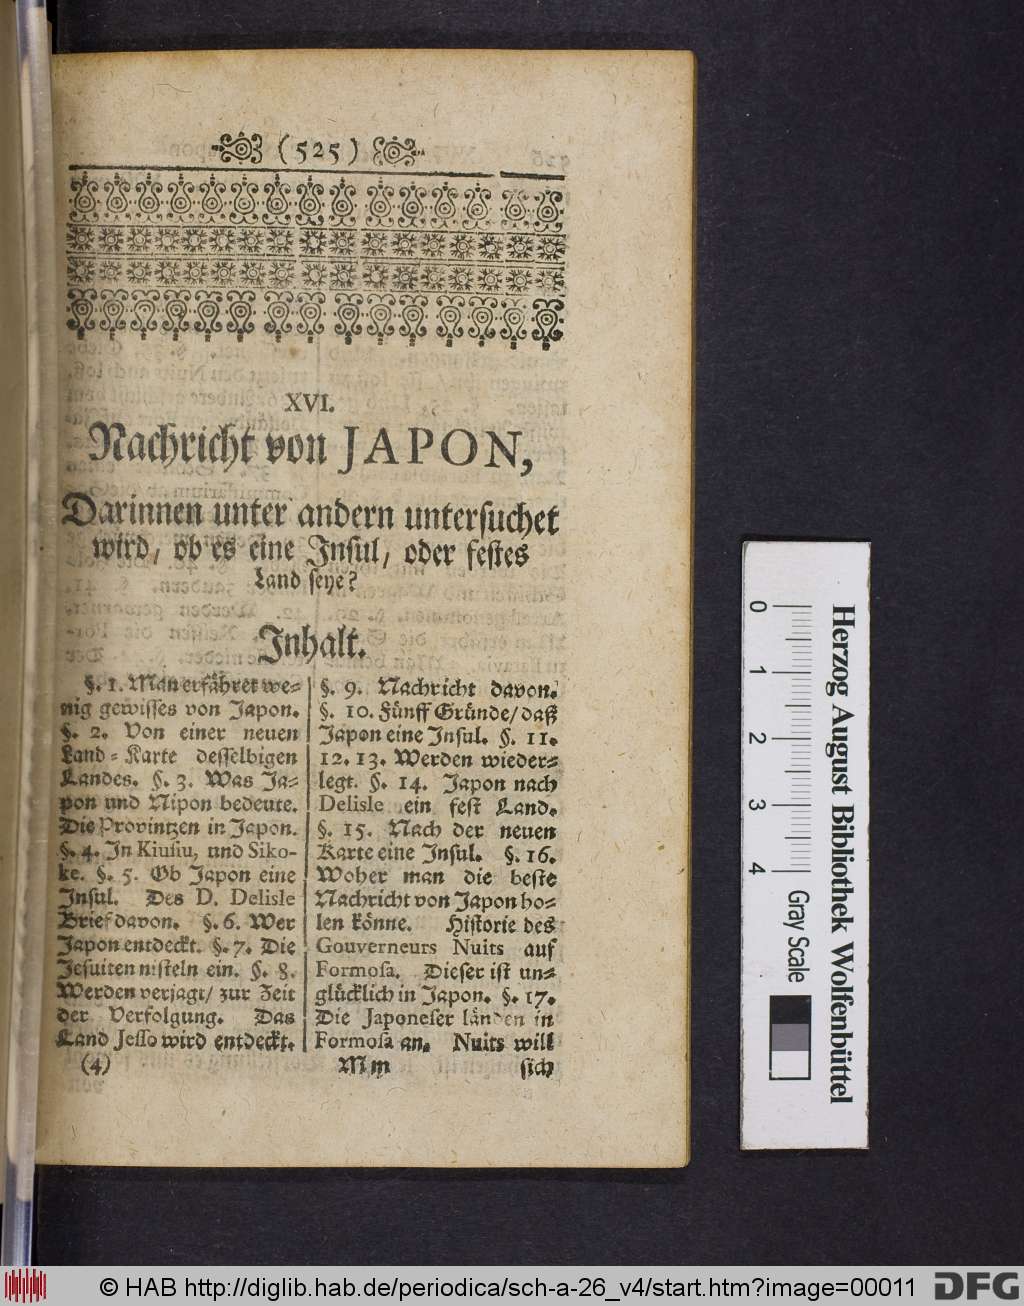 ( 525 )
XVI.
Nachricht von JAPON,
Darinnen unter andern untersuchet
wird, ob es eine Insul, oder festes
Land seye?
Inhalt.
§. 1. Man erfähret we-
nig gewisses von Japon.
§. 2. Von einer neuen
Land-Karte desselbigen
Landes. §. 3. Was Ja-
pon und Nipon bedeute.
Die Provintzen in Japon.
§. 4. In Kiusiu, und Siko-
ke. §. 5. Ob Japon eine
Insul. Des D. Delisle
Brief davon. §. 6. Wer
Japon entdeckt. §. 7. Die
Jesuiten nisteln ein. §. 8.
Werden verjagt/ zur Zeit
der Verfolgung. Das
Land Jesso wird entdeckt.
§. 9. Nachricht davon.
§. 10. Fünff Gründe/ daß
Japon eine Insul. §. 11.
12. 13. Werden wieder-
legt. §. 14. Japon nach
Delisle ein fest Land.
§. 15. Nach der neuen
Karte eine Insul. §. 16.
Woher man die beste
Nachricht von Japon ho-
len könne. Historie des
Gouverneurs Nuits auf
Formosa. Dieser ist un-
glücklich in Japon. §. 17.
Die Japoneser länden in
Formosa an. Nuits will
(4) Mm sich
0 1 2 3 4
Gray Scale
Herzog August Bibliothek Wolfenbüttel
© HAB http://diglib.hab.de/periodica/sch-a-26_v4/start.htm?image=00011
DFG